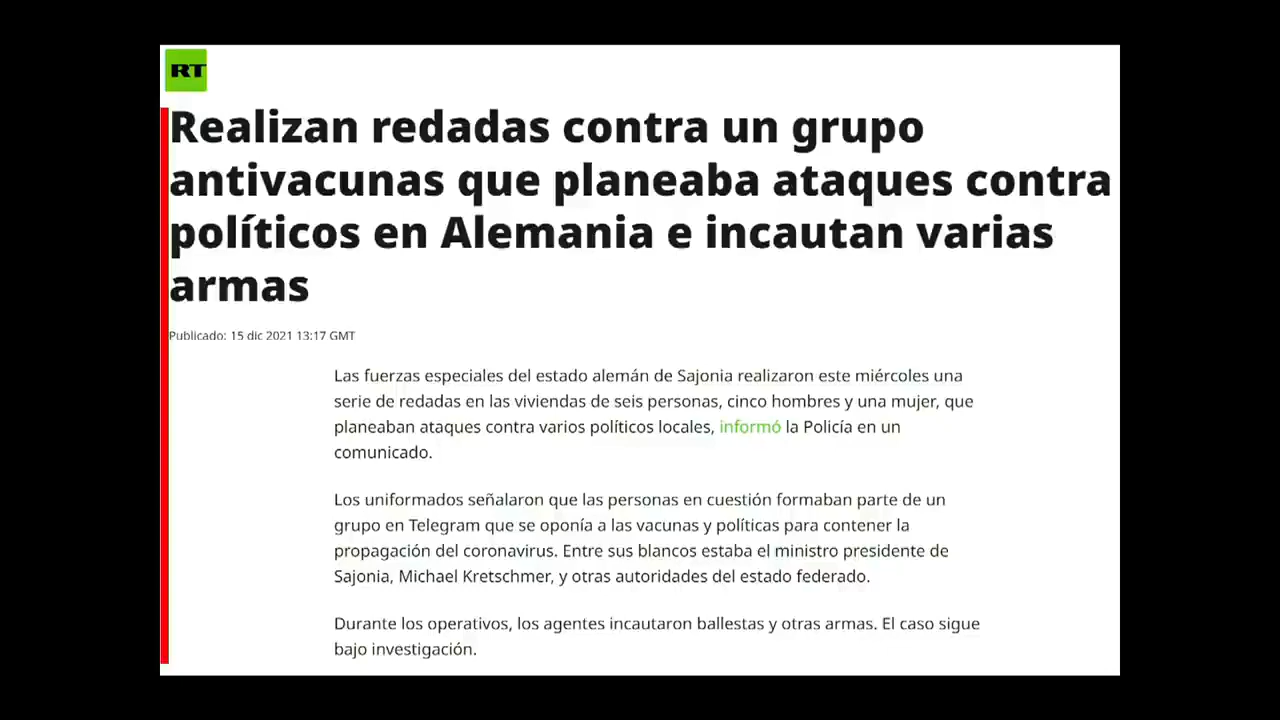 RT
Realizan redadas contra un grupo
antivacunas que planeaba ataques contra
políticos en Alemania e incautan varias
armas
Publicado: 15 dic 2021 13:17 GMT
Las fuerzas especiales del estado alemán de Sajonia realizaron este miércoles una
serie de redadas en las viviendas de seis personas, cinco hombres y una mujer, que
planeaban ataques contra varios políticos locales, informó la Policía en un
comunicado.
Los uniformados señalaron que las personas en cuestión formaban parte de un
grupo en Telegram que se oponía a las vacunas y políticas para contener la
propagación del coronavirus. Entre sus blancos estaba el ministro presidente de
Sajonia, Michael Kretschmer, y otras autoridades del estado federado.
Durante los operativos, los agentes incautaron ballestas y otras armas. El caso sigue
bajo investigación.